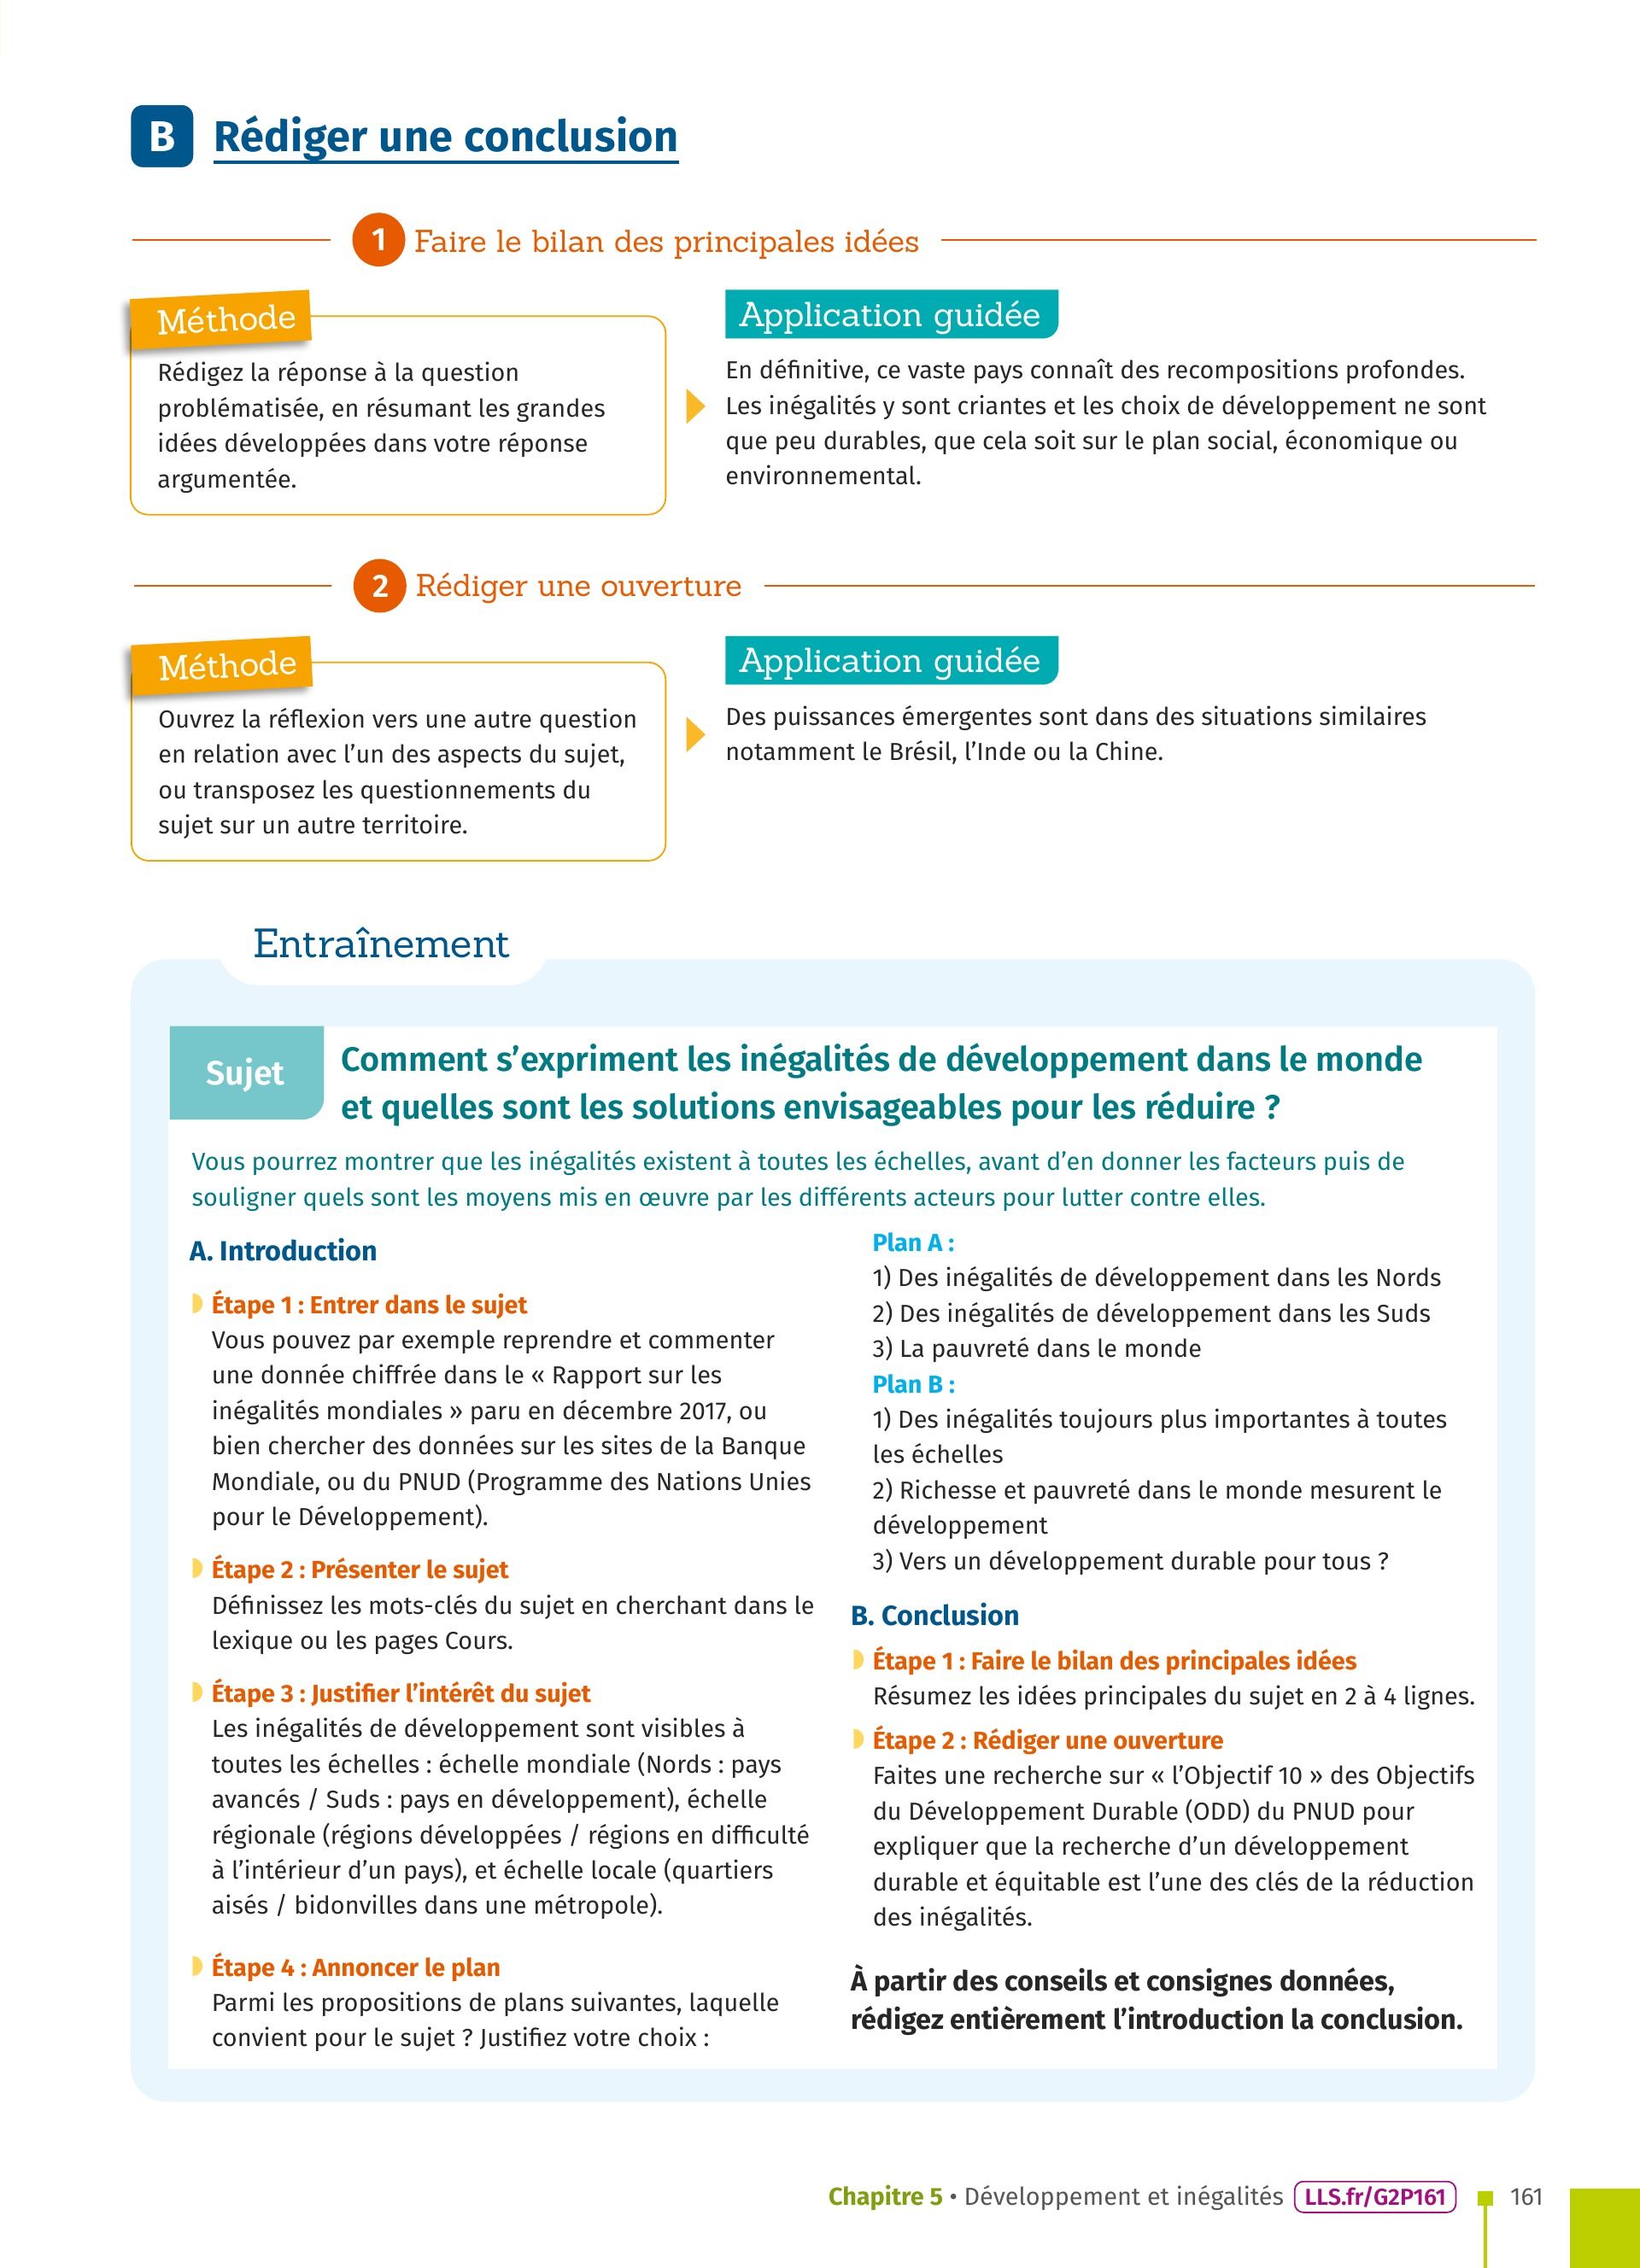 B Rédiger une conclusion
1 Faire le bilan des principales idées
Méthode
Rédigez la réponse à la question
problématisée, en résumant les grandes
idées développées dans votre réponse
argumentée.
Application guidée
En définitive, ce vaste pays connaît des recompositions profondes.
Les inégalités y sont criantes et les choix de développement ne sont
que peu durables, que cela soit sur le plan social, économique ou
environnemental.
2 Rédiger une ouverture
Méthode
Ouvrez la réflexion vers une autre question
en relation avec l’un des aspects du sujet,
ou transposez les questionnements du
sujet sur un autre territoire.
Application guidée
Des puissances émergentes sont dans des situations similaires
notamment le Brésil, l’Inde ou la Chine.
Entraînement
Sujet
Comment s’expriment les inégalités de développement dans le monde
et quelles sont les solutions envisageables pour les réduire ?
Vous pourrez montrer que les inégalités existent à toutes les échelles, avant d’en donner les facteurs puis de
souligner quels sont les moyens mis en œuvre par les différents acteurs pour lutter contre elles.
A. Introduction
Étape 1 : Entrer dans le sujet
Vous pouvez par exemple reprendre et commenter
une donnée chiffrée dans le « Rapport sur les
inégalités mondiales » paru en décembre 2017, ou
bien chercher des données sur les sites de la Banque
Mondiale, ou du PNUD (Programme des Nations Unies
pour le Développement).
Étape 2 : Présenter le sujet
Définissez les mots-clés du sujet en cherchant dans le
lexique ou les pages Cours.
Étape 3 : Justifier l’intérêt du sujet
Les inégalités de développement sont visibles à
toutes les échelles : échelle mondiale (Nords : pays
avancés / Suds : pays en développement), échelle
régionale (régions développées / régions en difficulté
à l’intérieur d’un pays), et échelle locale (quartiers
aisés / bidonvilles dans une métropole).
Étape 4 : Annoncer le plan
Parmi les propositions de plans suivantes, laquelle
convient pour le sujet ? Justifiez votre choix :
Plan A :
1) Des inégalités de développement dans les Nords
2) Des inégalités de développement dans les Suds
3) La pauvreté dans le monde
Plan B :
1) Des inégalités toujours plus importantes à toutes
les échelles
2) Richesse et pauvreté dans le monde mesurent le
développement
3) Vers un développement durable pour tous ?
B. Conclusion
Étape 1 : Faire le bilan des principales idées
Résumez les idées principales du sujet en 2 à 4 lignes.
Étape 2 : Rédiger une ouverture
Faites une recherche sur « l’Objectif 10 » des Objectifs
du Développement Durable (ODD) du PNUD pour
expliquer que la recherche d’un développement
durable et équitable est l’une des clés de la réduction
des inégalités.
À partir des conseils et consignes données,
rédigez entièrement l’introduction la conclusion.
Chapitre 5 • Développement et inégalités LLS.fr/G2P161 161